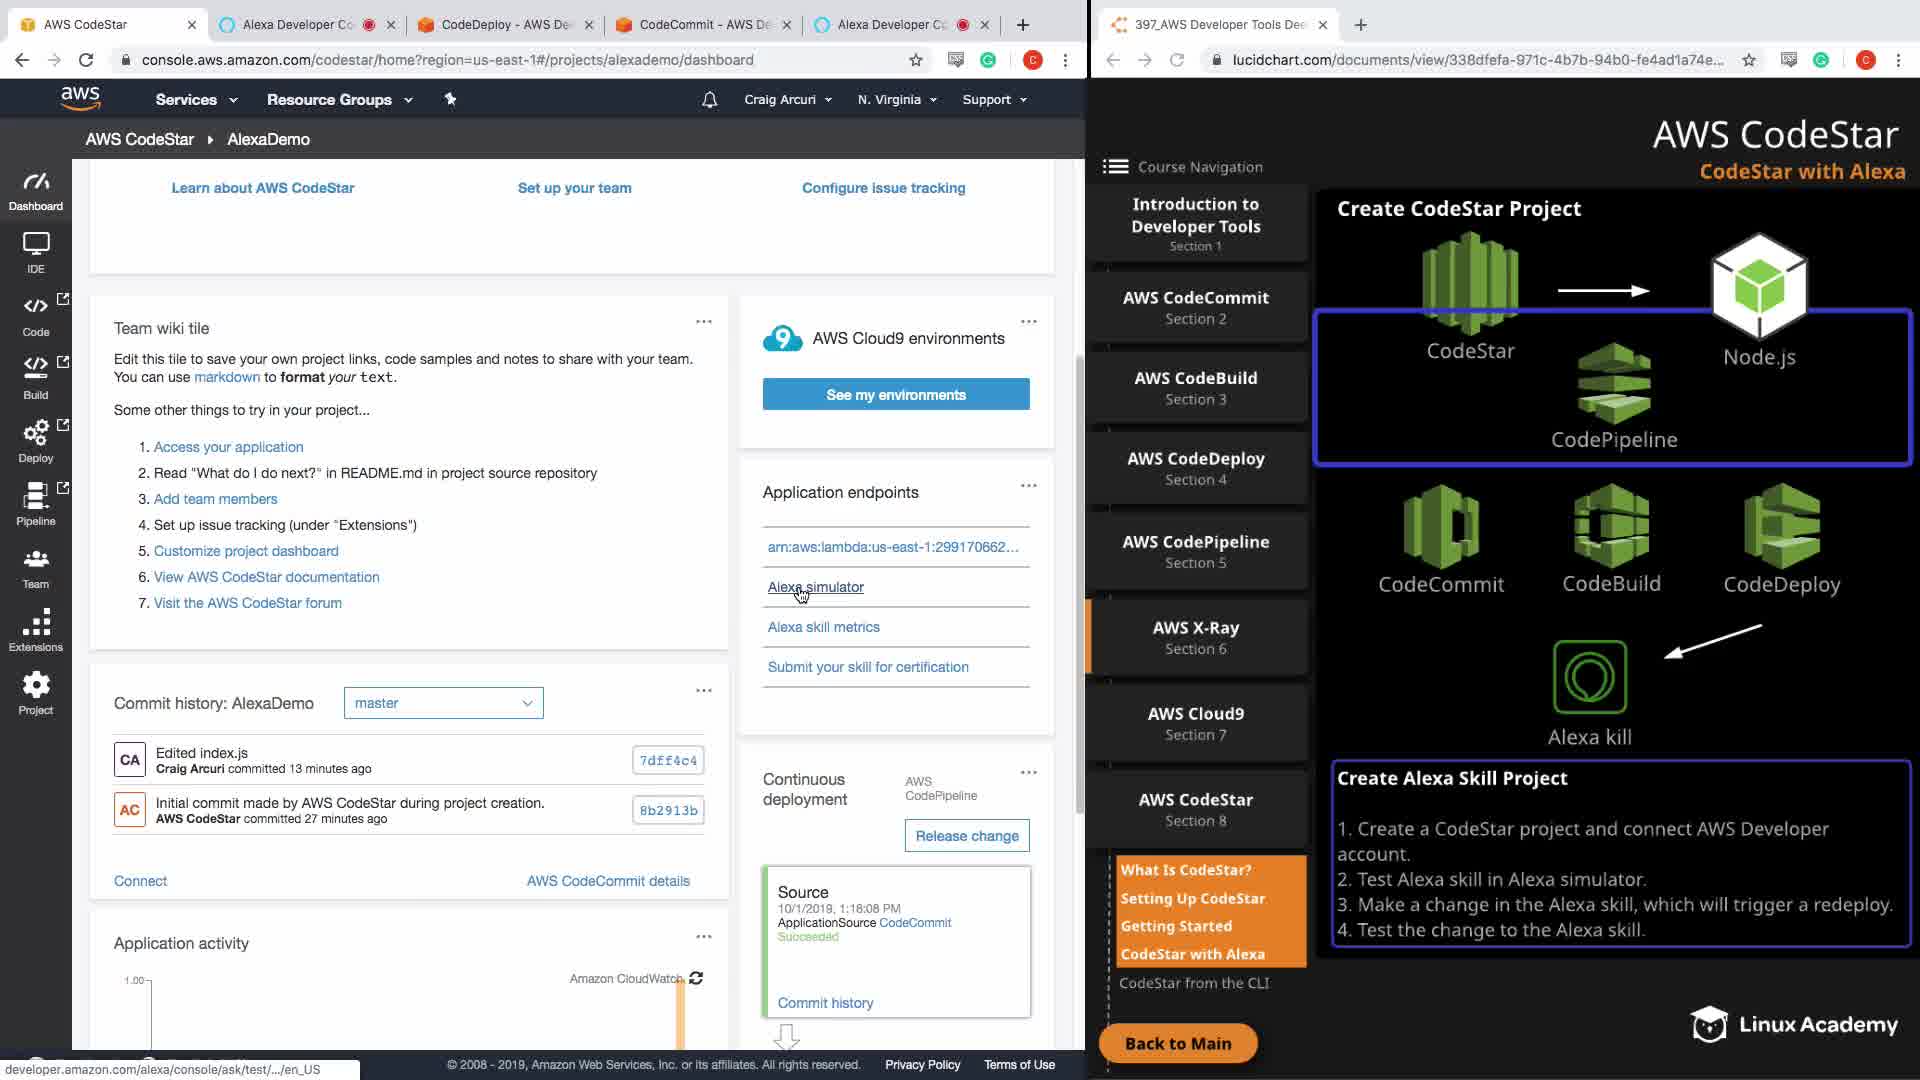 AWS CodeStar
Alexa Developer Co
CodeDeploy - AWS De
CodeCommit - AWS De
Alexa Developer Co
console.aws.amazon.com/codestar/home?region=us-east-1#/projects/alexademo/dashboard
aws
Services
Resource Groups
Craig Arcuri
N. Virginia
Support
AWS CodeStar
AlexaDemo
Dashboard
IDE
Code
Build
Deploy
Pipeline
Team
Extensions
Project
Learn about AWS CodeStar
Set up your team
Configure issue tracking
Team wiki tile
Edit this tile to save your own project links, code samples and notes to share with your team.
You can use markdown to format your text.
Some other things to try in your project...
1. Access your application
2. Read "What do I do next?" in README.md in project source repository
3. Add team members
4. Set up issue tracking (under "Extensions")
5. Customize project dashboard
6. View AWS CodeStar documentation
7. Visit the AWS CodeStar forum
9 AWS Cloud9 environments
See my environments
Application endpoints
arn:aws:lambda:us-east-1:299170662...
Alexa simulator
Alexa skill metrics
Submit your skill for certification
Commit history: AlexaDemo
master
CA
Edited index.js
Craig Arcuri committed 13 minutes ago
7dff4c4
AC
Initial commit made by AWS CodeStar during project creation.
AWS CodeStar committed 27 minutes ago
8b2913b
Connect
AWS CodeCommit details
Continuous
deployment
AWS
CodePipeline
Release change
Source
10/1/2019, 1:18:08 PM
ApplicationSource CodeCommit
Succeeded
Commit history
Application activity
Amazon CloudWatch
1.00
© 2008 - 2019, Amazon Web Services, Inc. or its affiliates. All rights reserved.
Privacy Policy
Terms of Use
developer.amazon.com/alexa/console/ask/test/.../en_US
397_AWS Developer Tools Dee
lucidchart.com/documents/view/338dfefa-971c-4b7b-94b0-fe4ad1a74e...
C
C
AWS CodeStar
CodeStar with Alexa
Course Navigation
Introduction to
Developer Tools
Section 1
AWS CodeCommit
Section 2
AWS CodeBuild
Section 3
AWS CodeDeploy
Section 4
AWS CodePipeline
Section 5
AWS X-Ray
Section 6
AWS Cloud9
Section 7
AWS CodeStar
Section 8
What Is CodeStar?
Setting Up CodeStar
Getting Started
CodeStar with Alexa
CodeStar from the CLI
Back to Main
Create CodeStar Project
CodeStar
Node.js
CodePipeline
CodeCommit
CodeBuild
CodeDeploy
Alexa kill
Create Alexa Skill Project
1. Create a CodeStar project and connect AWS Developer
account.
2. Test Alexa skill in Alexa simulator.
3. Make a change in the Alexa skill, which will trigger a redeploy.
4. Test the change to the Alexa skill.
Linux Academy